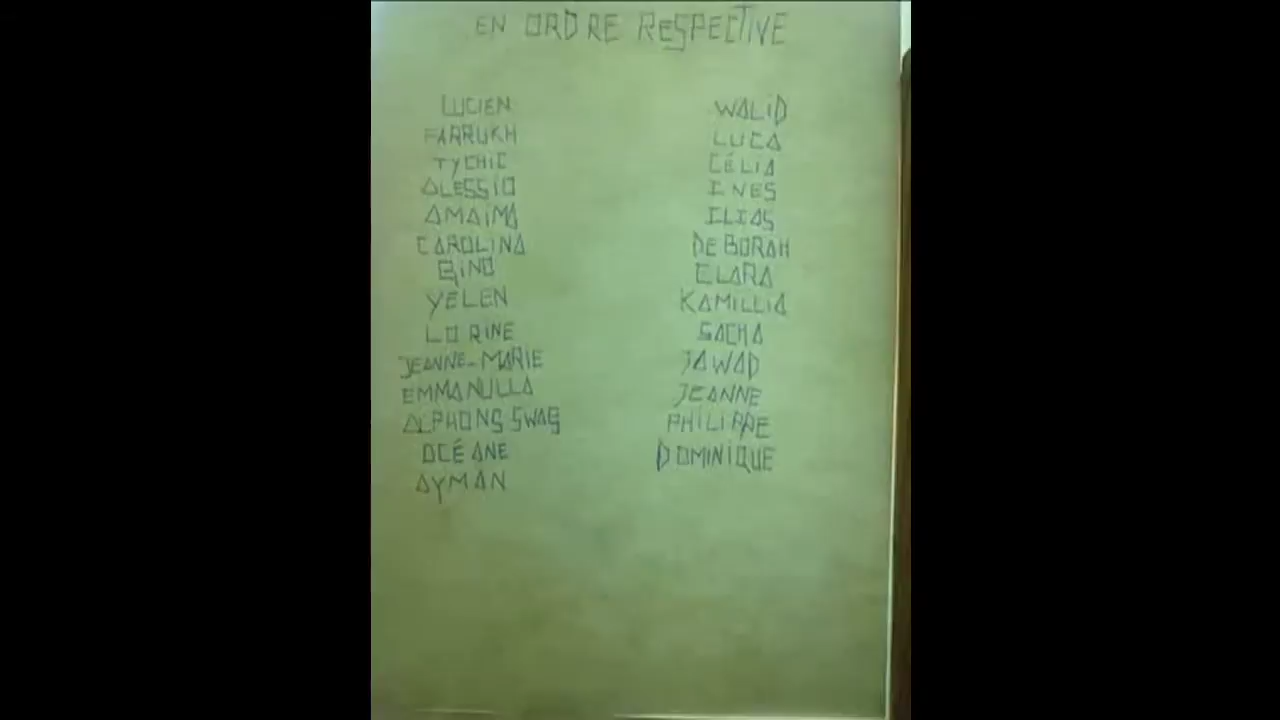 EN ORDRE RESPECTIVE
LUCIEN
FARRUKH
TYCHIC
ALESSIO
AMAIMA
CAROLINA
GINO
YELEN
LORINE
JEANNE-MARIE
EMMANULLA
ALPHONS SWAG
OCÉANE
AYMAN
WALID
LUCA
CÉLIA
INES
ILIAS
DEBORAH
CLARA
KAMILLIA
SACHA
JAWAD
JEANNE
PHILIPPE
DOMINIQUE